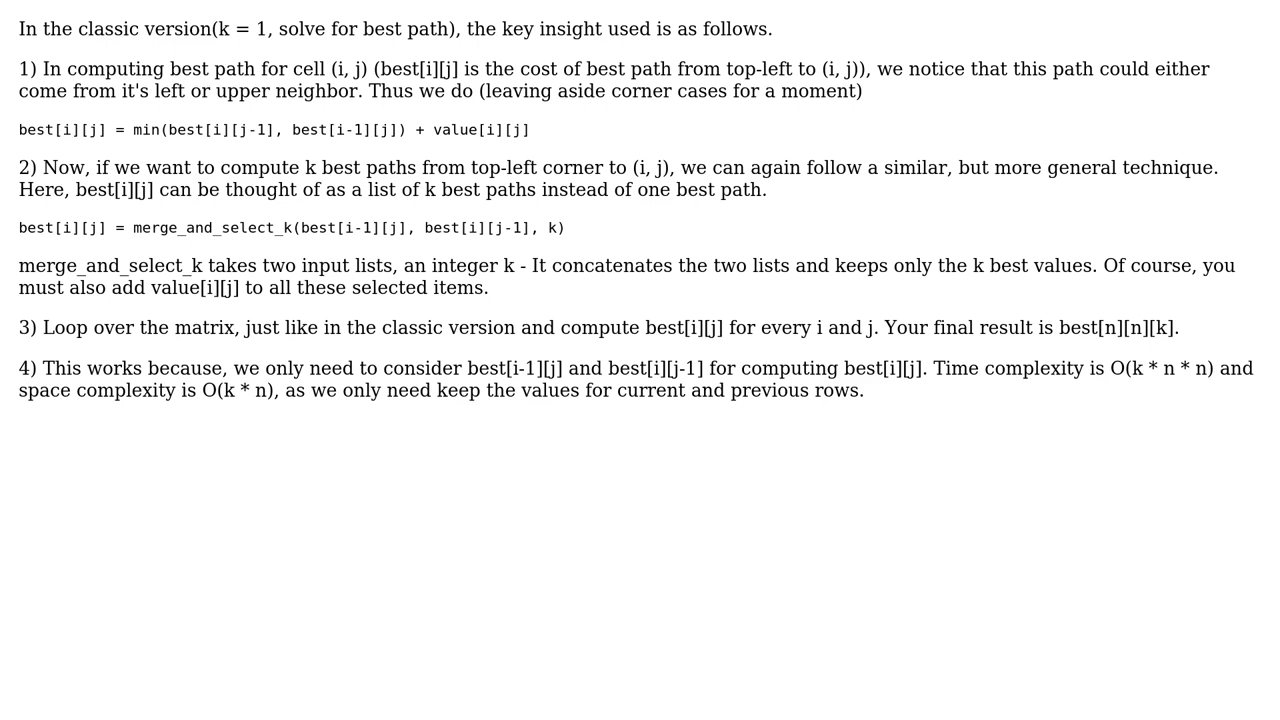 In the classic version(k = 1, solve for best path), the key insight used is as follows.
1) In computing best path for cell (i, j) (best[i][j] is the cost of best path from top-left to (i, j)), we notice that this path could either
come from it's left or upper neighbor. Thus we do (leaving aside corner cases for a moment)
best[i][j] = min(best[i][j-1], best[i-1][j]) + value[i][j]
2) Now, if we want to compute k best paths from top-left corner to (i, j), we can again follow a similar, but more general technique.
Here, best[i][j] can be thought of as a list of k best paths instead of one best path.
best[i][j] = merge_and_select_k(best[i-1][j], best[i][j-1], k)
merge_and_select_k takes two input lists, an integer k - It concatenates the two lists and keeps only the k best values. Of course, you
must also add value[i][j] to all these selected items.
3) Loop over the matrix, just like in the classic version and compute best[i][j] for every i and j. Your final result is best[n][n][k].
4) This works because, we only need to consider best[i-1][j] and best[i][j-1] for computing best[i][j]. Time complexity is O(k * n * n) and
space complexity is O(k * n), as we only need keep the values for current and previous rows.